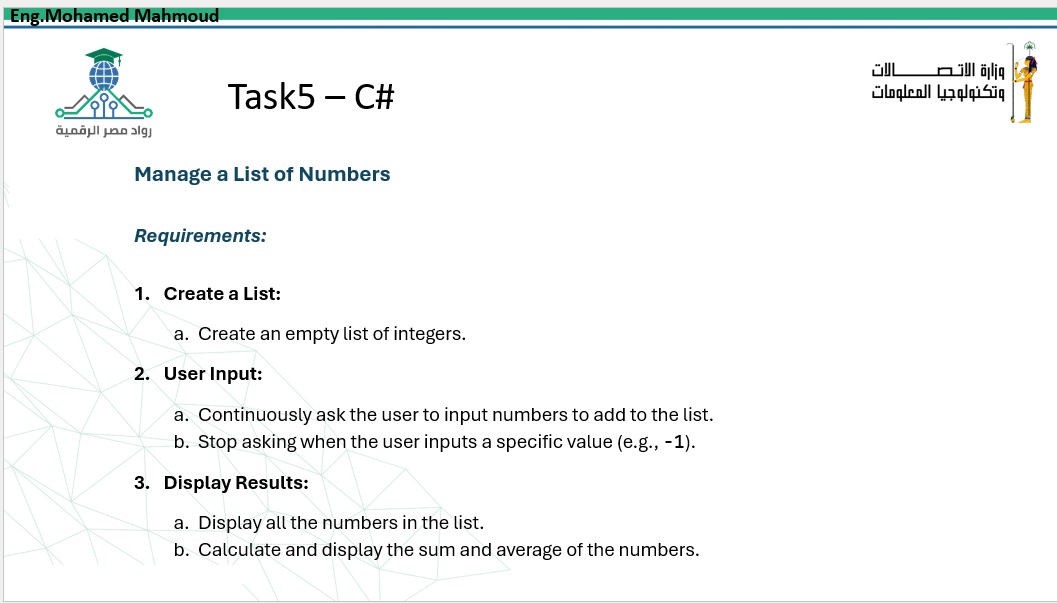 Eng.Mohamed Mahmoud
رواد مصر الرقمية
Task5 – C#
وزارة الاتصـــــالات
وتكنولوجيا المعلومات
Manage a List of Numbers
Requirements:
1. Create a List:
a. Create an empty list of integers.
2. User Input:
a. Continuously ask the user to input numbers to add to the list.
b. Stop asking when the user inputs a specific value (e.g., -1).
3. Display Results:
a. Display all the numbers in the list.
b. Calculate and display the sum and average of the numbers.